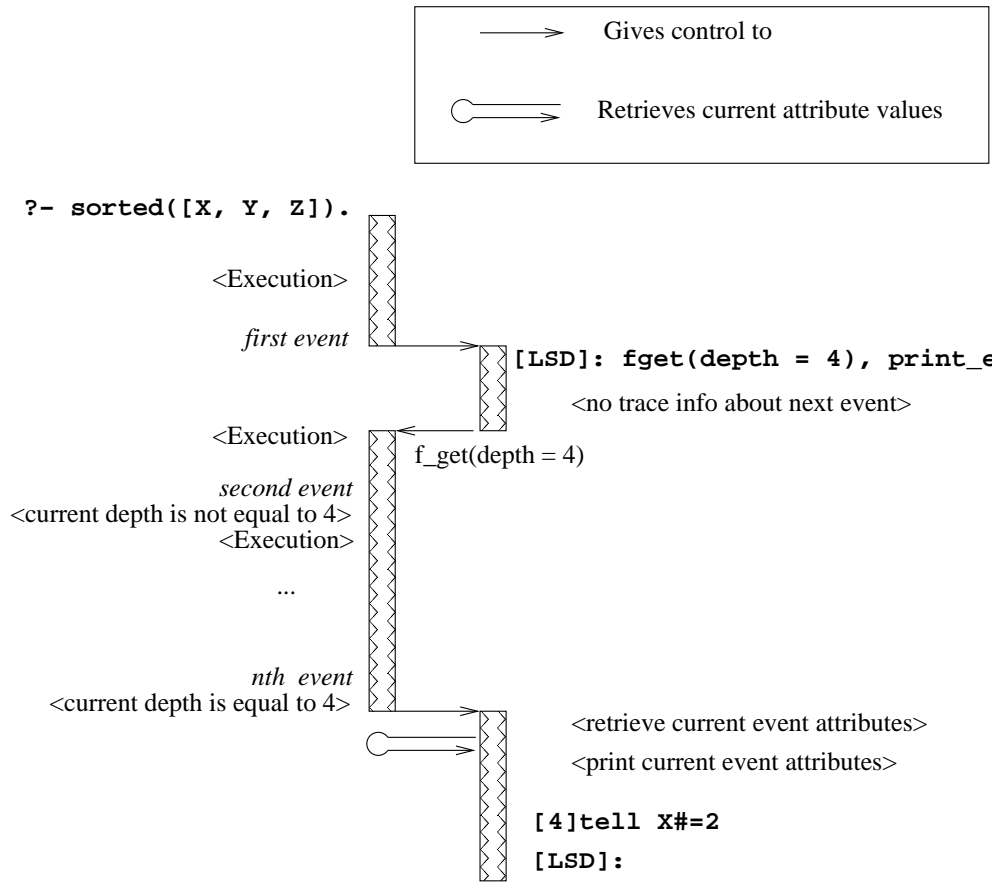 Gives control to
Retrieves current attribute values
?- sorted([X, Y, Z]).
<Execution>
first event
[LSD]: fget(depth = 4), print_e
<no trace info about next event>
<Execution>
f_get(depth = 4)
second event
<current depth is not equal to 4>
<Execution>
...
nth event
<current depth is equal to 4>
<retrieve current event attributes>
<print current event attributes>
[4]tell X#=2
[LSD]: